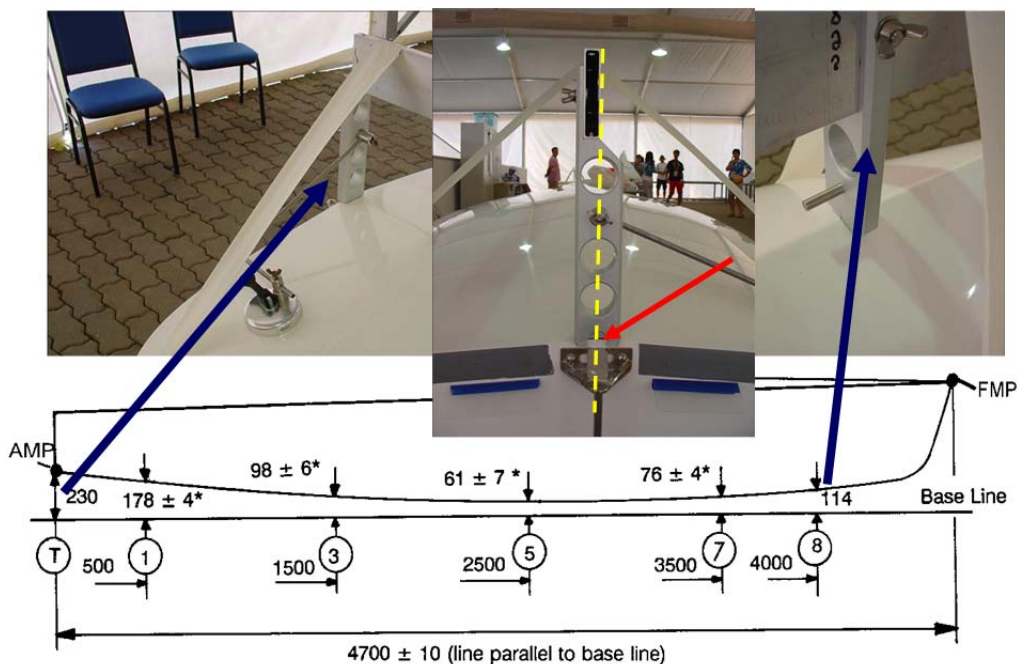 FMP
AMP
230
178 ± 4*
98 ± 6*
61 ± 7 *
76 ± 4*
114
Base Line
T
1
3
5
7
8
500
1500
2500
3500
4000
4700 ± 10 (line parallel to base line)